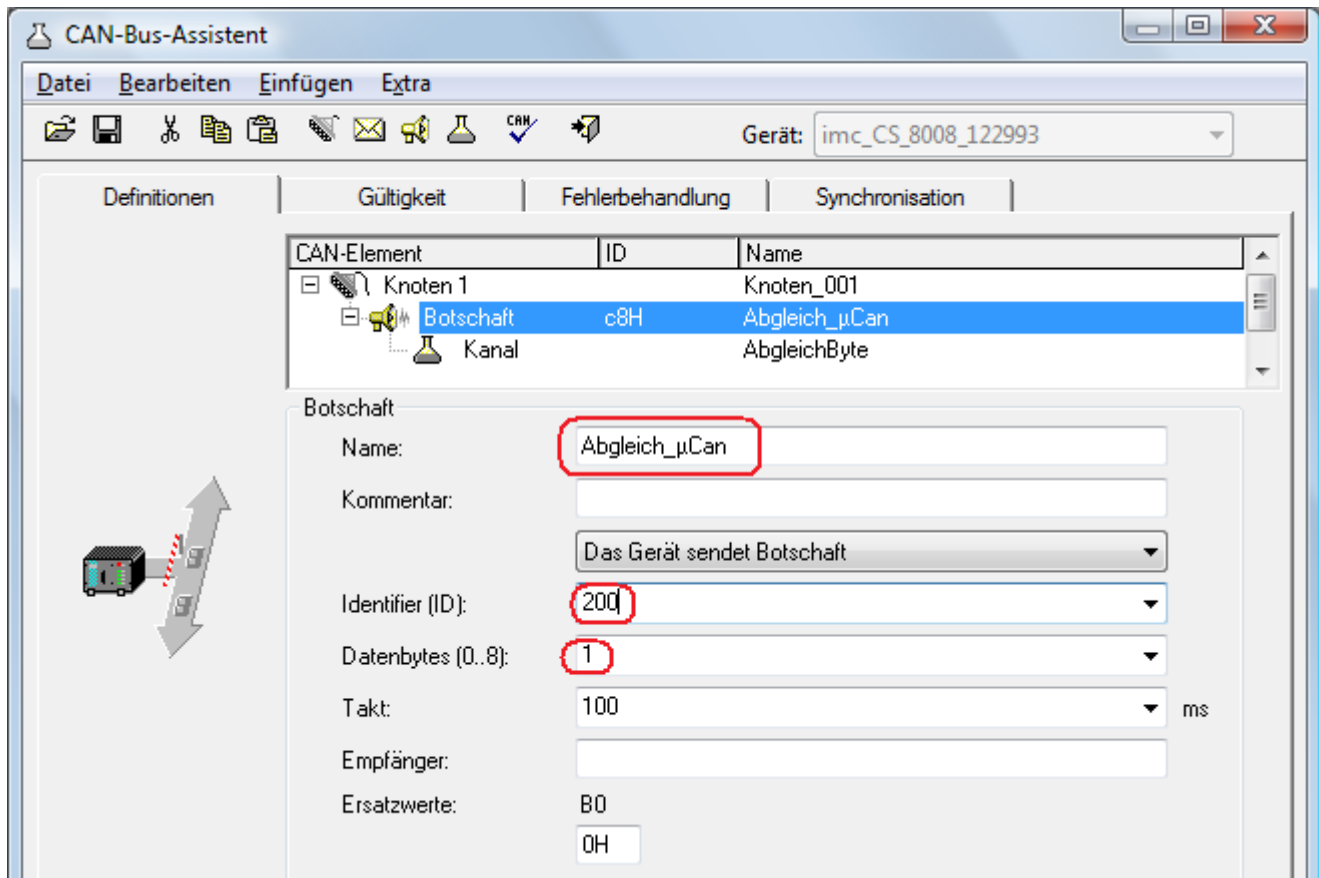 CAN-Bus-Assistent
Datei Bearbeiten Einfügen Extra
CAN Gerät: imc_CS_8008_122993
Definitionen Gültigkeit Fehlerbehandlung Synchronisation
CAN-Element ID Name
Knoten 1 Knoten_001
Botschaft c8H Abgleich_µCan
Kanal AbgleichByte
Botschaft
Name: Abgleich_µCan
Kommentar:
Das Gerät sendet Botschaft
Identifier (ID): 200
Datenbytes (0..8): 1
Takt: 100 ms
Empfänger:
Ersatzwerte: B0
0H